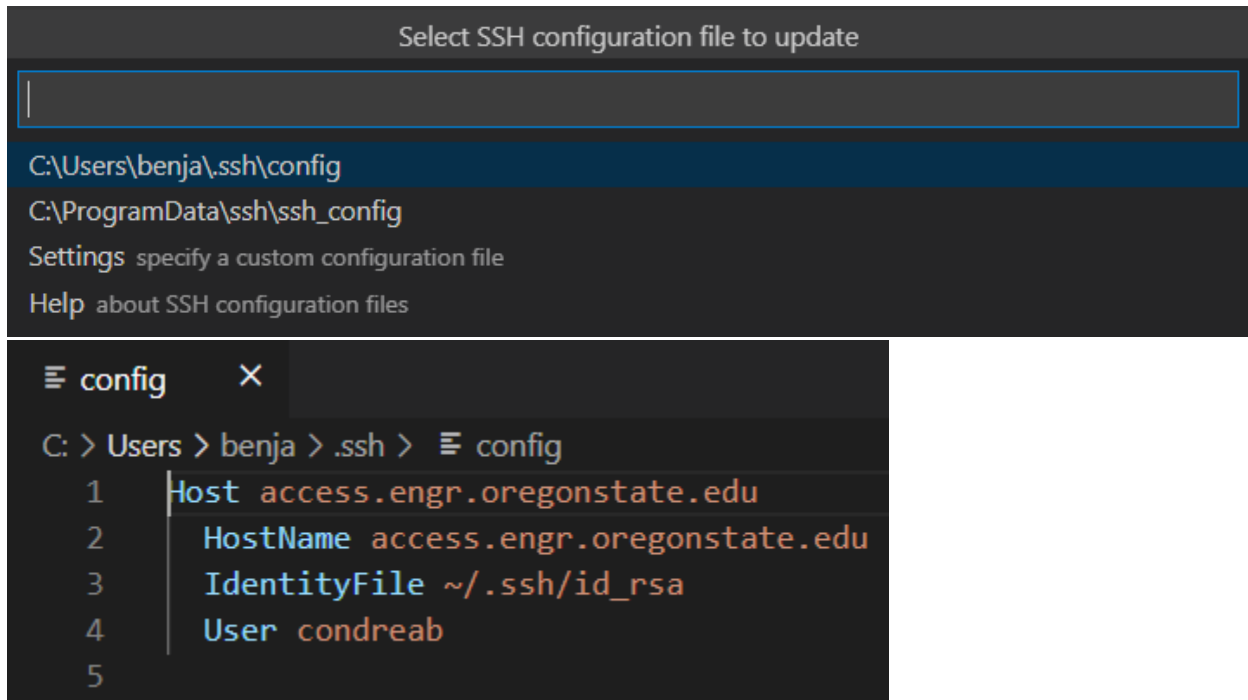 Select SSH configuration file to update
C:\Users\benja\.ssh\config
C:\ProgramData\ssh\ssh_config
Settings specify a custom configuration file
Help about SSH configuration files
config ×
C: > Users > benja > .ssh > config
1 Host access.engr.oregonstate.edu
2 HostName access.engr.oregonstate.edu
3 IdentityFile ~/.ssh/id_rsa
4 User condreab
5